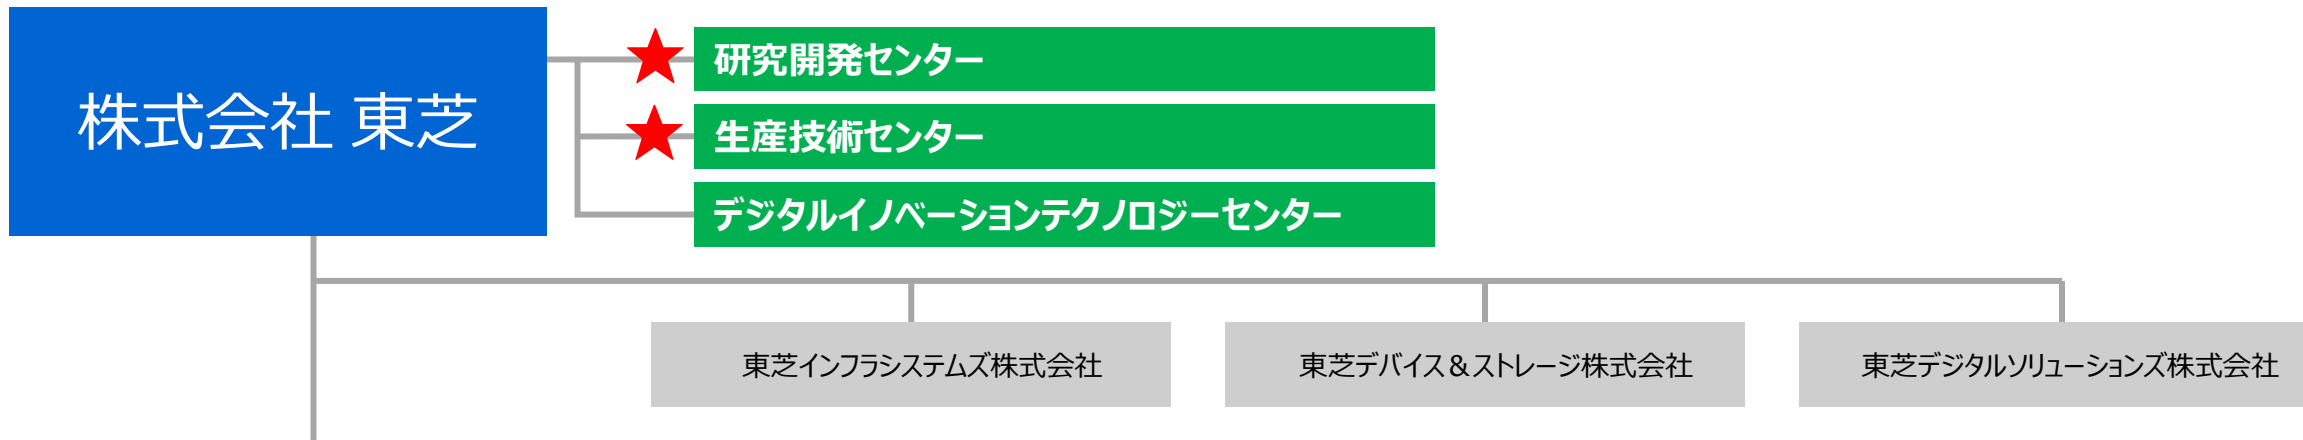 株式会社 東芝
研究開発センター
生産技術センター
デジタルイノベーションテクノロジーセンター
東芝インフラシステムズ株式会社
東芝デバイス＆ストレージ株式会社
東芝デジタルソリューションズ株式会社